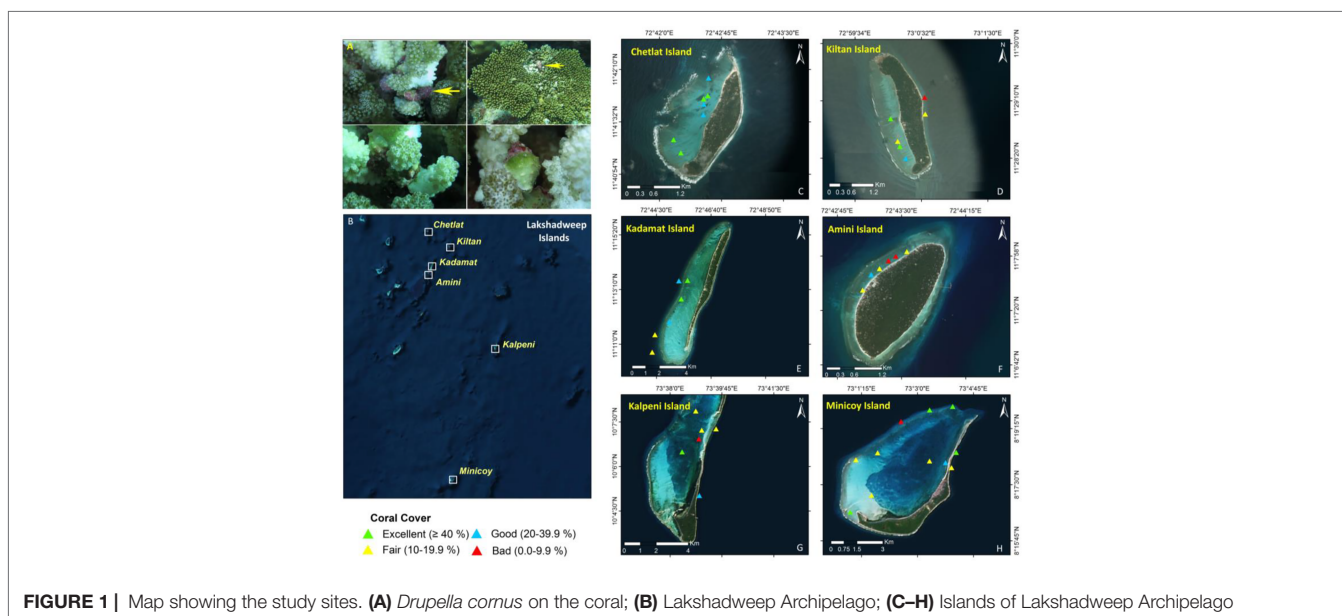 A
B
Lakshadweep
Islands
Chetlat
Kiltan
Kadamat
Amini
Kalpeni
Minicoy
Coral Cover
Excellent (≥ 40 %)
Good (20-39.9 %)
Fair (10-19.9 %)
Bad (0.0-9.9 %)
72°42'0"E 72°42'45"E 72°43'30"E
Chetlat Island
N
11°42'10"N
11°41'32"N
11°40'54"N
Km
0 0.3 0.6 1.2
C
72°59'34"E 73°0'32"E 73°1'30"E
Kiltan Island
N
11°30'0"N
11°29'10"N
11°28'20"N
Km
0 0.3 0.6 1.2
D
72°44'30"E 72°46'40"E 72°48'50"E
Kadamat Island
N
11°15'20"N
11°13'10"N
11°11'0"N
Km
0 1 2 4
E
72°42'45"E 72°43'30"E 72°44'15"E
Amini Island
N
11°7'58"N
11°7'20"N
11°6'42"N
Km
0 0.3 0.6 1.2
F
73°38'0"E 73°39'45"E 73°41'30"E
Kalpeni Island
N
10°7'30"N
10°6'0"N
10°4'30"N
Km
0 1 2 4
G
73°1'15"E 73°3'0"E 73°4'45"E
Minicoy Island
N
8°19'15"N
8°17'30"N
8°15'45"N
Km
0 0.75 1.5 3
H
FIGURE 1 | Map showing the study sites. (A) Drupella cornus on the coral; (B) Lakshadweep Archipelago; (C–H) Islands of Lakshadweep Archipelago